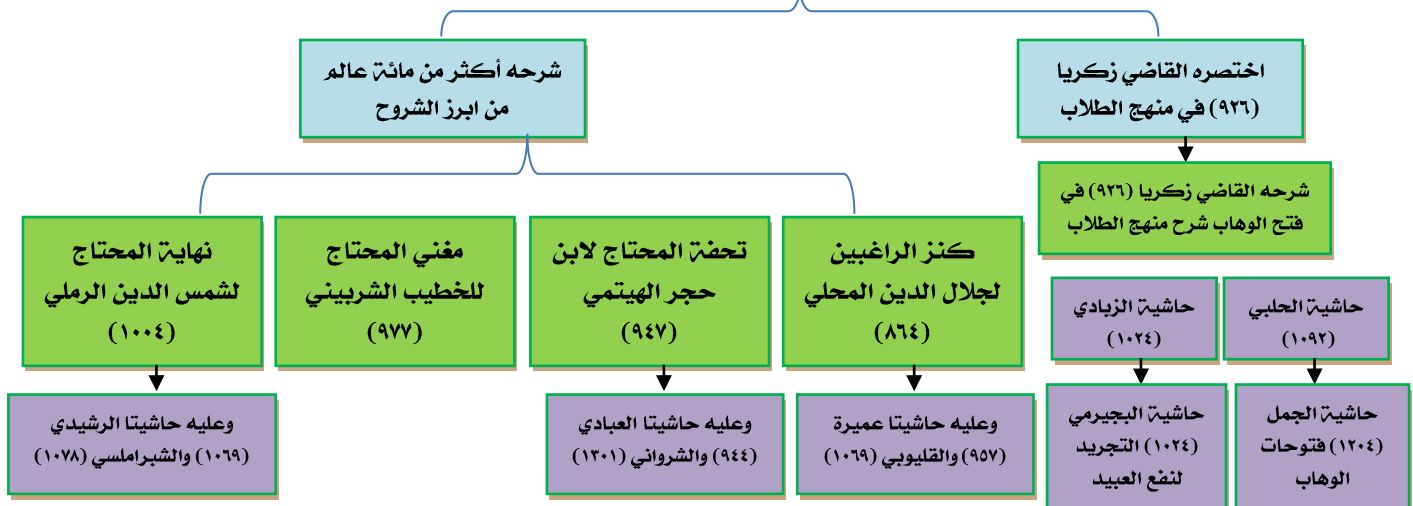 اختصره القاضي زكريا
(٩٢٦) في منهج الطلاب
شرحه القاضي زكريا (٩٢٦) في
فتح الوهاب شرح منهج الطلاب
حاشية الحلبي
(١٠٩٢)
حاشية الجمل
(١٢٠٤) فتوحات
الوهاب
حاشية الزبادي
(١٠٢٤)
حاشية البجيرمي
(١٠٢٤) التجريد
لنفع العبيد
شرحه أكثر من مائة عالم
من ابرز الشروح
كنز الراغبين
لجلال الدين المحلي
(٨٦٤)
وعليه حاشيتا عميرة
(٩٥٧) والقليوبي (١٠٦٩)
تحفة المحتاج لابن
حجر الهيتمي
(٩٤٧)
وعليه حاشيتا العبادي
(٩٤٤) والشرواني (١٣٠١)
مغني المحتاج
للخطيب الشربيني
(٩٧٧)
نهاية المحتاج
لشمس الدين الرملي
(١٠٠٤)
وعليه حاشيتا الرشيدي
(١٠٦٩) والشبراملسي (١٠٧٨)